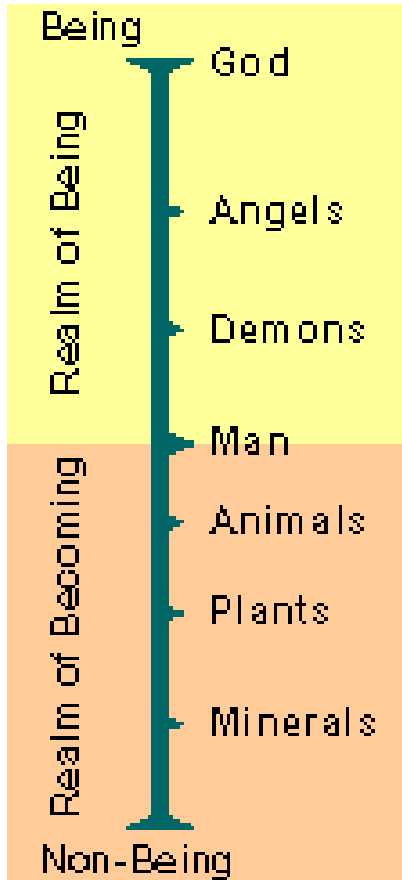 Being
God
Angels
Realm of Being
Demons
Man
Animals
Realm of Becoming
Plants
Minerals
Non-Being